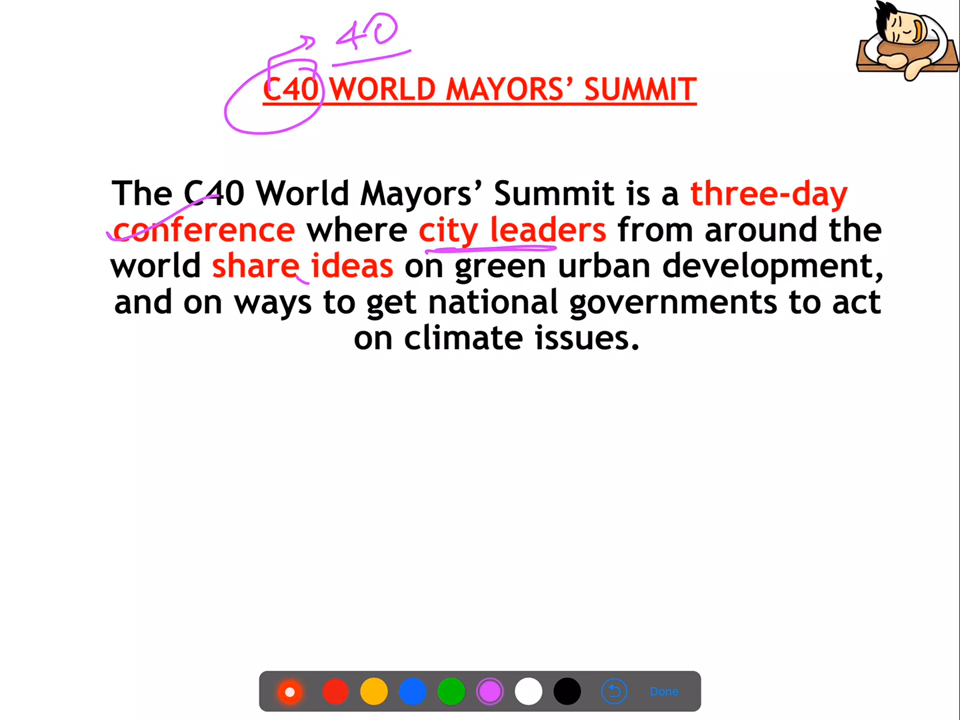 40
C40 WORLD MAYORS’ SUMMIT
The C40 World Mayors’ Summit is a three-day
conference where city leaders from around the
world share ideas on green urban development,
and on ways to get national governments to act
on climate issues.
Done